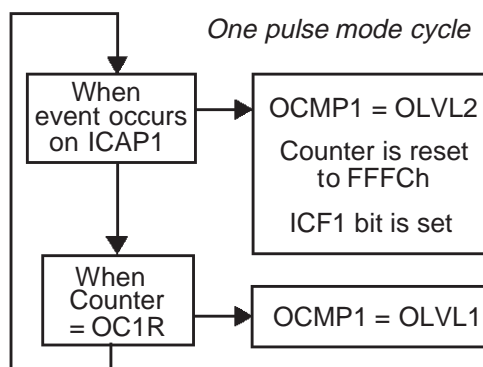 One pulse mode cycle
When
event occurs
on ICAP1
OCMP1 = OLVL2
Counter is reset
to FFFCh
ICF1 bit is set
When
Counter
= OC1R
OCMP1 = OLVL1